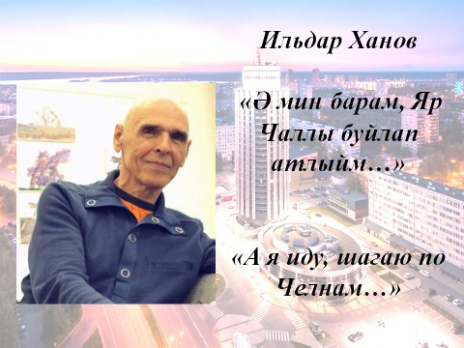 Ильдар Ханов
«Ә мин барам, Яр
Чаллы буйлап
атлыйм…»
«А я иду, шагаю по
Челнам…»